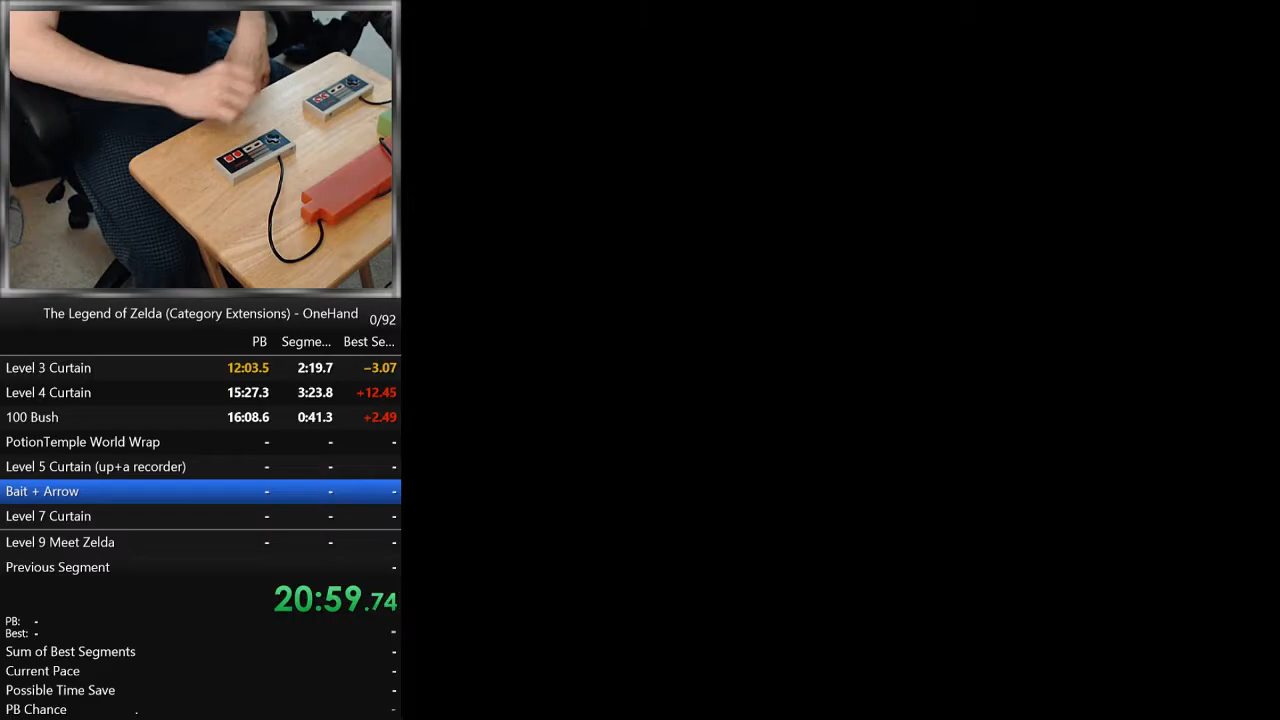 The Legend of Zelda (Category Extensions) - OneHand 0/92
PB Segme... Best Se...
Level 3 Curtain 12:03.5 2:19.7 −3.07
Level 4 Curtain 15:27.3 3:23.8 +12.45
100 Bush 16:08.6 0:41.3 +2.49
PotionTemple World Wrap - - -
Level 5 Curtain (up+a recorder) - - -
Bait + Arrow - - -
Level 7 Curtain - - -
Level 9 Meet Zelda - - -
Previous Segment -
20:59.74
PB: -
Best: - -
Sum of Best Segments -
Current Pace -
Possible Time Save -
PB Chance . -